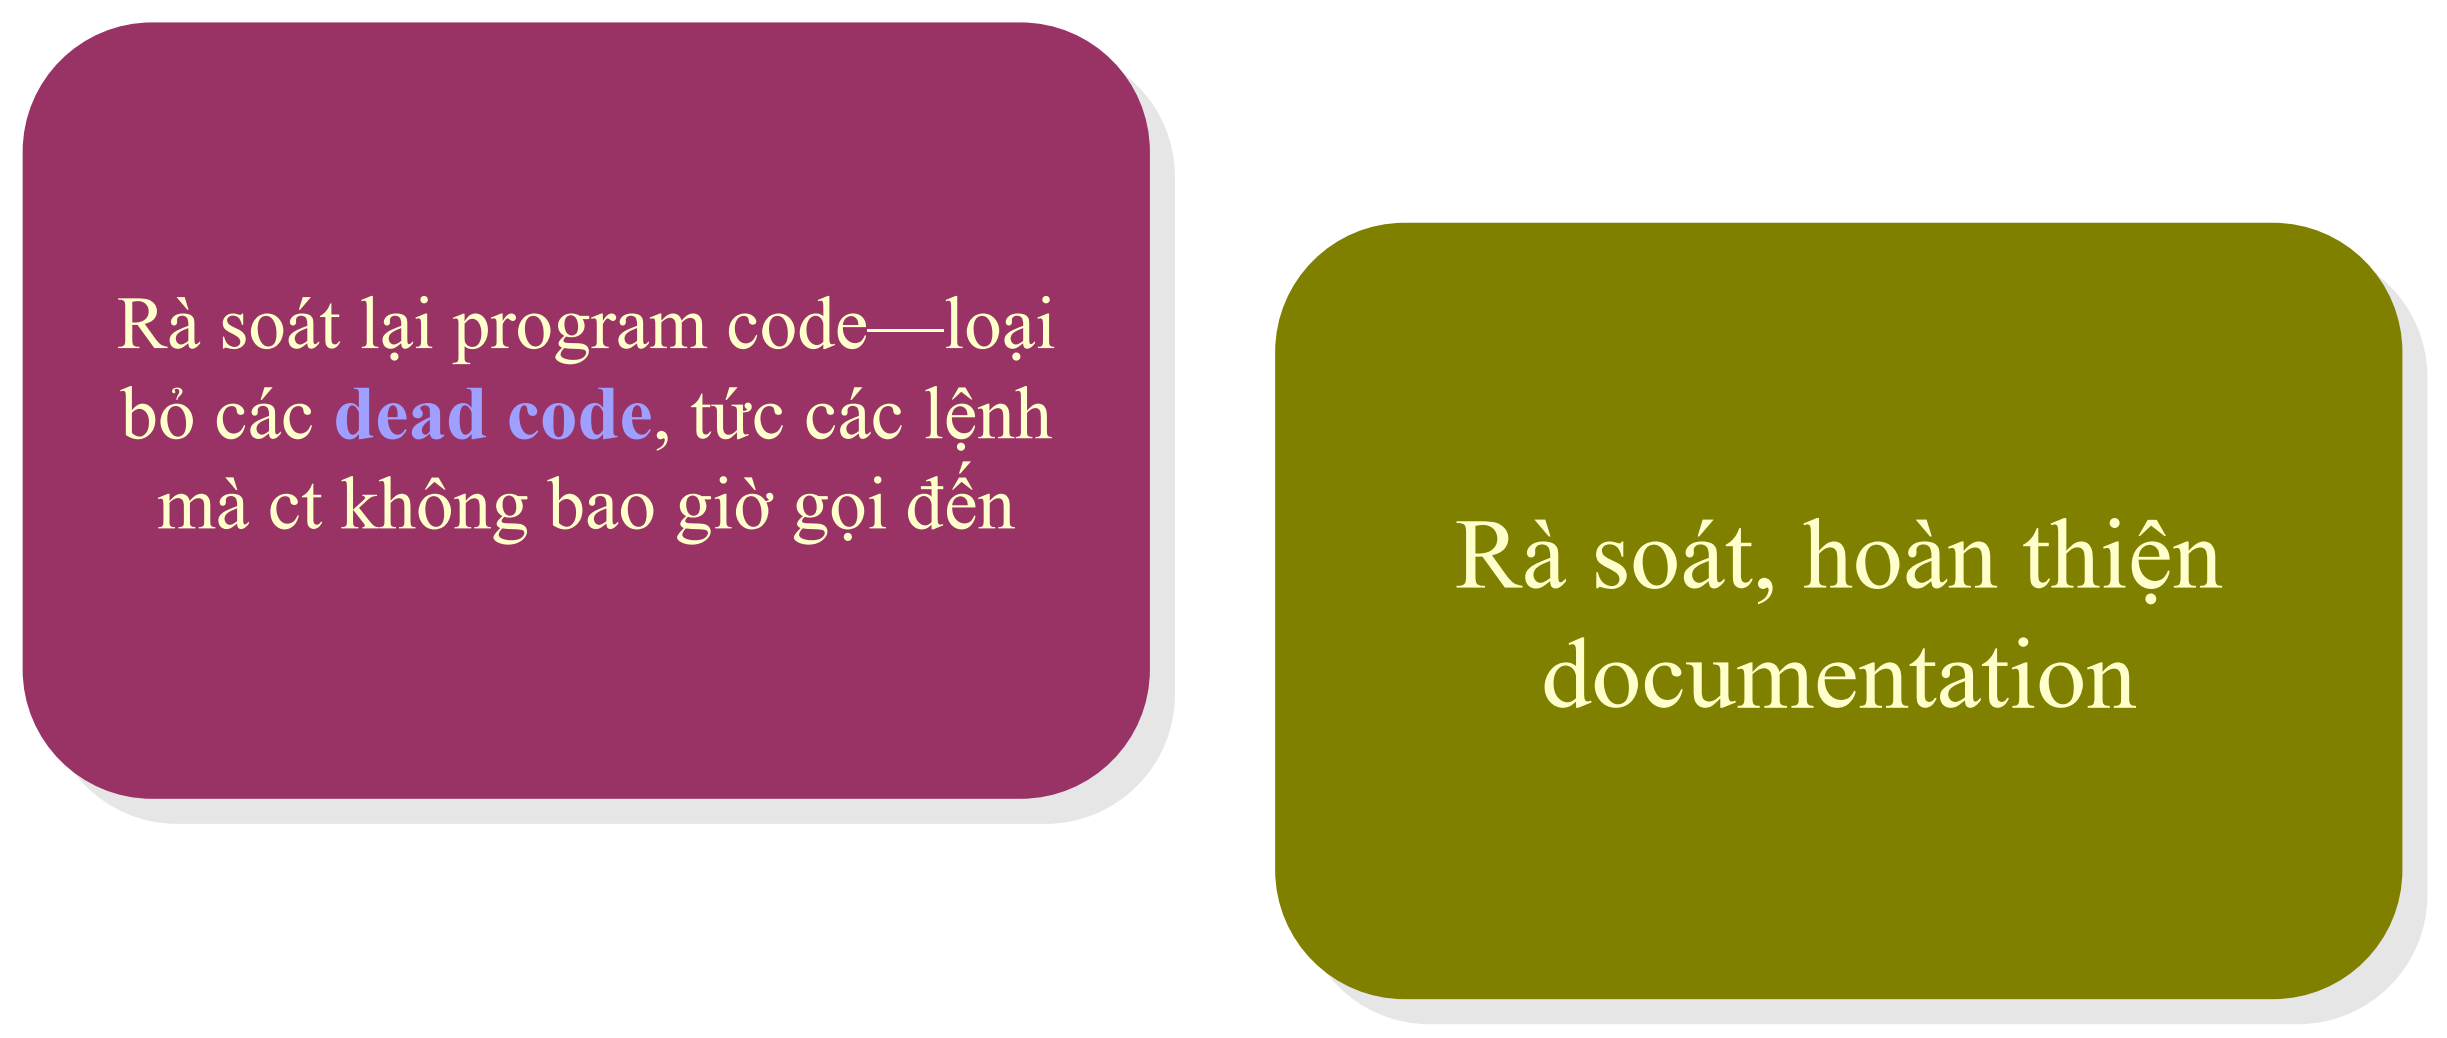 Rà soát lại program code—loại
bỏ các dead code, tức các lệnh
mà ct không bao giờ gọi đến
Rà soát, hoàn thiện
documentation